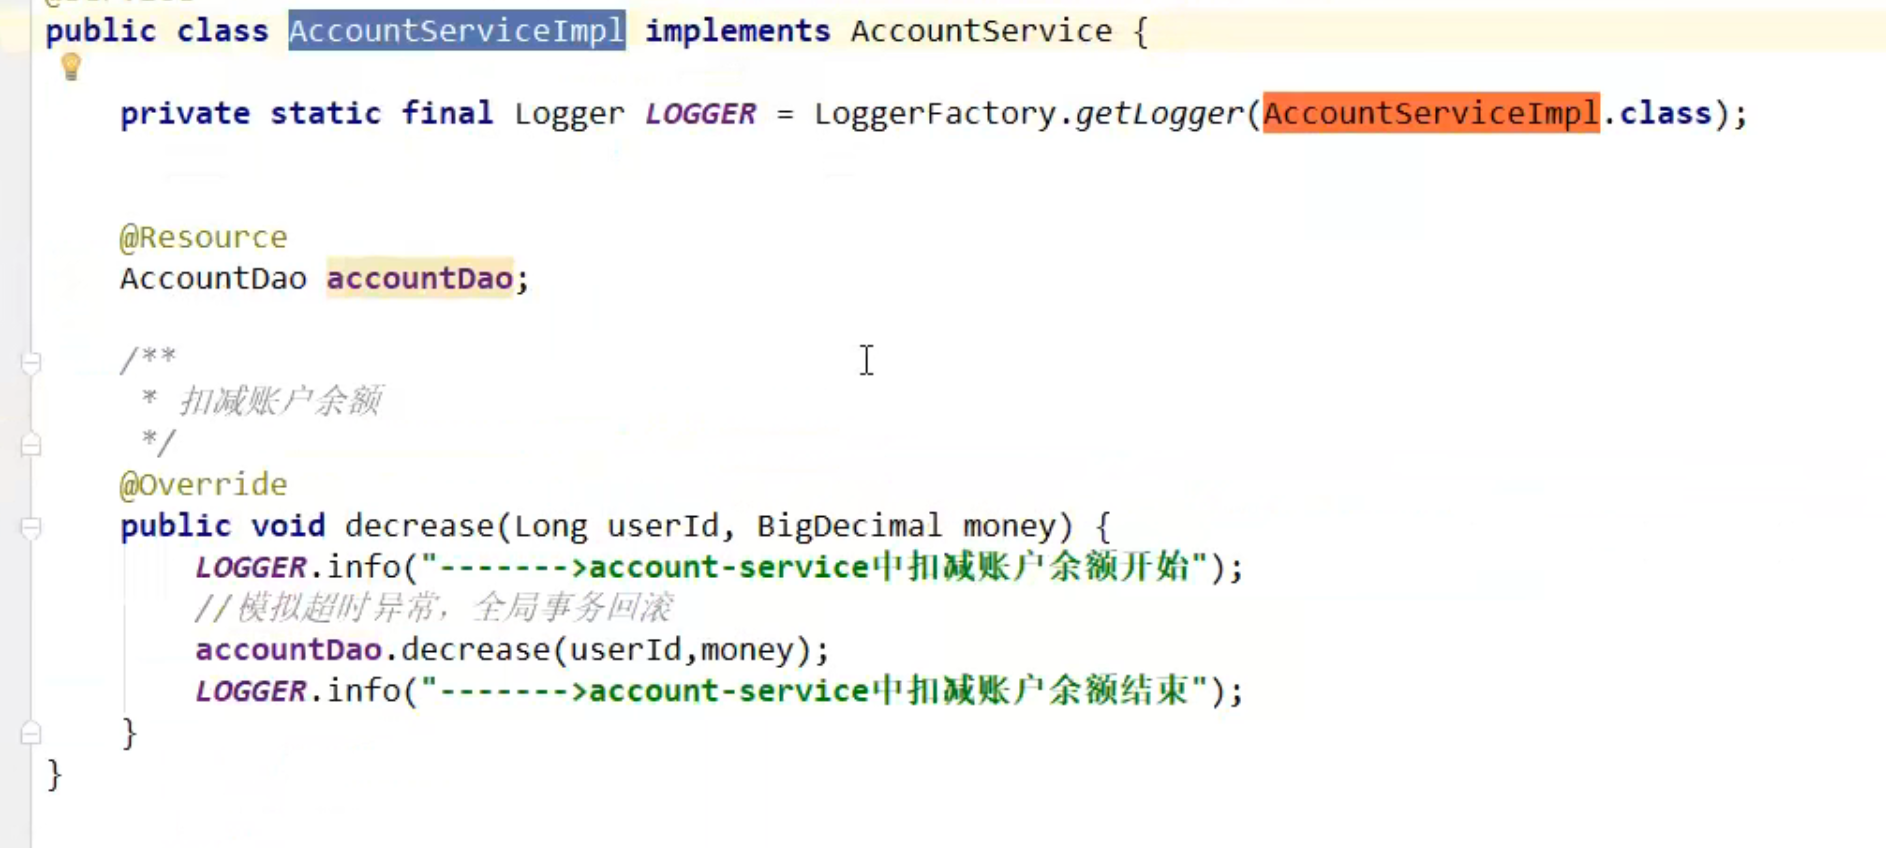 public class AccountServiceImpl implements AccountService {
private static final Logger LOGGER = LoggerFactory.getLogger(AccountServiceImpl.class);
@Resource
AccountDao accountDao;
/**
* 扣减账户余额
*/
@Override
public void decrease(Long userId, BigDecimal money) {
LOGGER.info("------->account-service中扣减账户余额开始");
//模拟超时异常，全局事务回滚
accountDao.decrease(userId,money);
LOGGER.info("------->account-service中扣减账户余额结束");
}
}